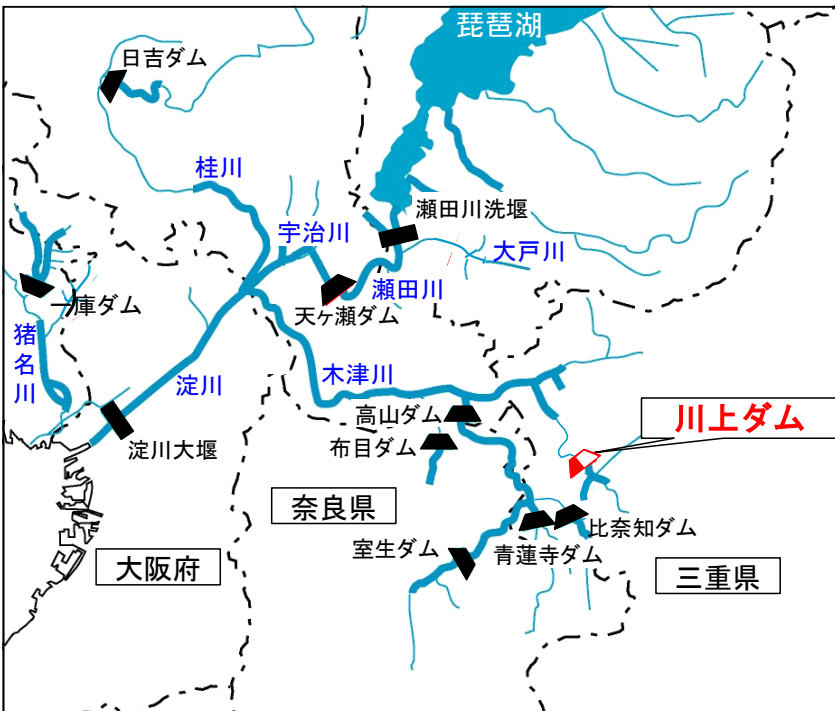 琵琶湖
日吉ダム
桂川
瀬田川洗堰
宇治川
大戸川
瀬田川
一庫ダム
天ヶ瀬ダム
猪名川
淀川
木津川
高山ダム
川上ダム
淀川大堰
布目ダム
奈良県
比奈知ダム
室生ダム
青蓮寺ダム
大阪府
三重県